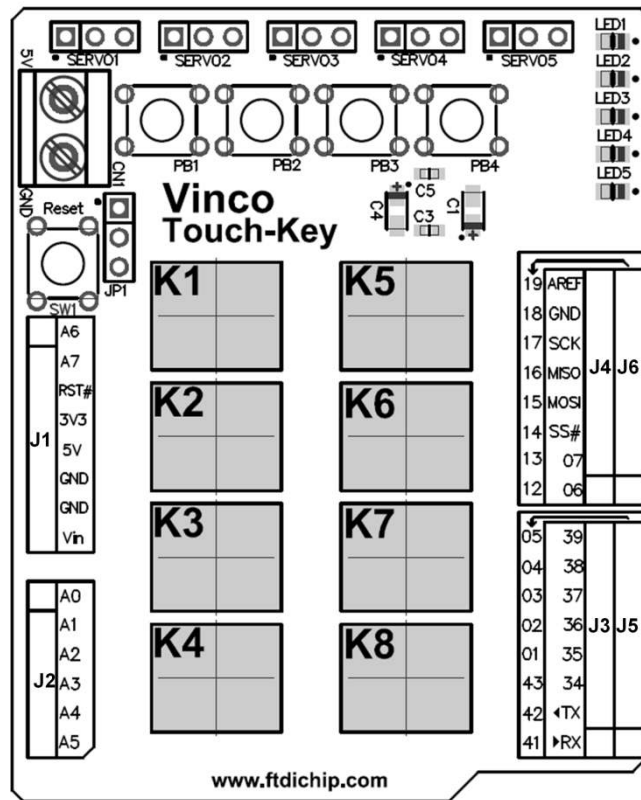 LED1
SERVO1 SERVO2 SERVO3 SERVO4 SERVO5
5V
LED2
LED3
LED4
LED5
PB1 PB2 PB3 PB4
CN1
GND
C5
C4 C3 C1
Reset
Vinco
Touch-Key
JP1
SW1
K1 K5
K2 K6
K3 K7
K4 K8
J1
A6
A7
RST#
3V3
5V
GND
GND
Vin
J2
A0
A1
A2
A3
A4
A5
19 AREF
18 GND
17 SCK
16 MISO
15 MOSI
14 SS#
13 07
12 06
J4 J6
05 39
04 38
03 37
02 36
01 35
43 34
42 TX
41 RX
J3 J5
www.ftdichip.com